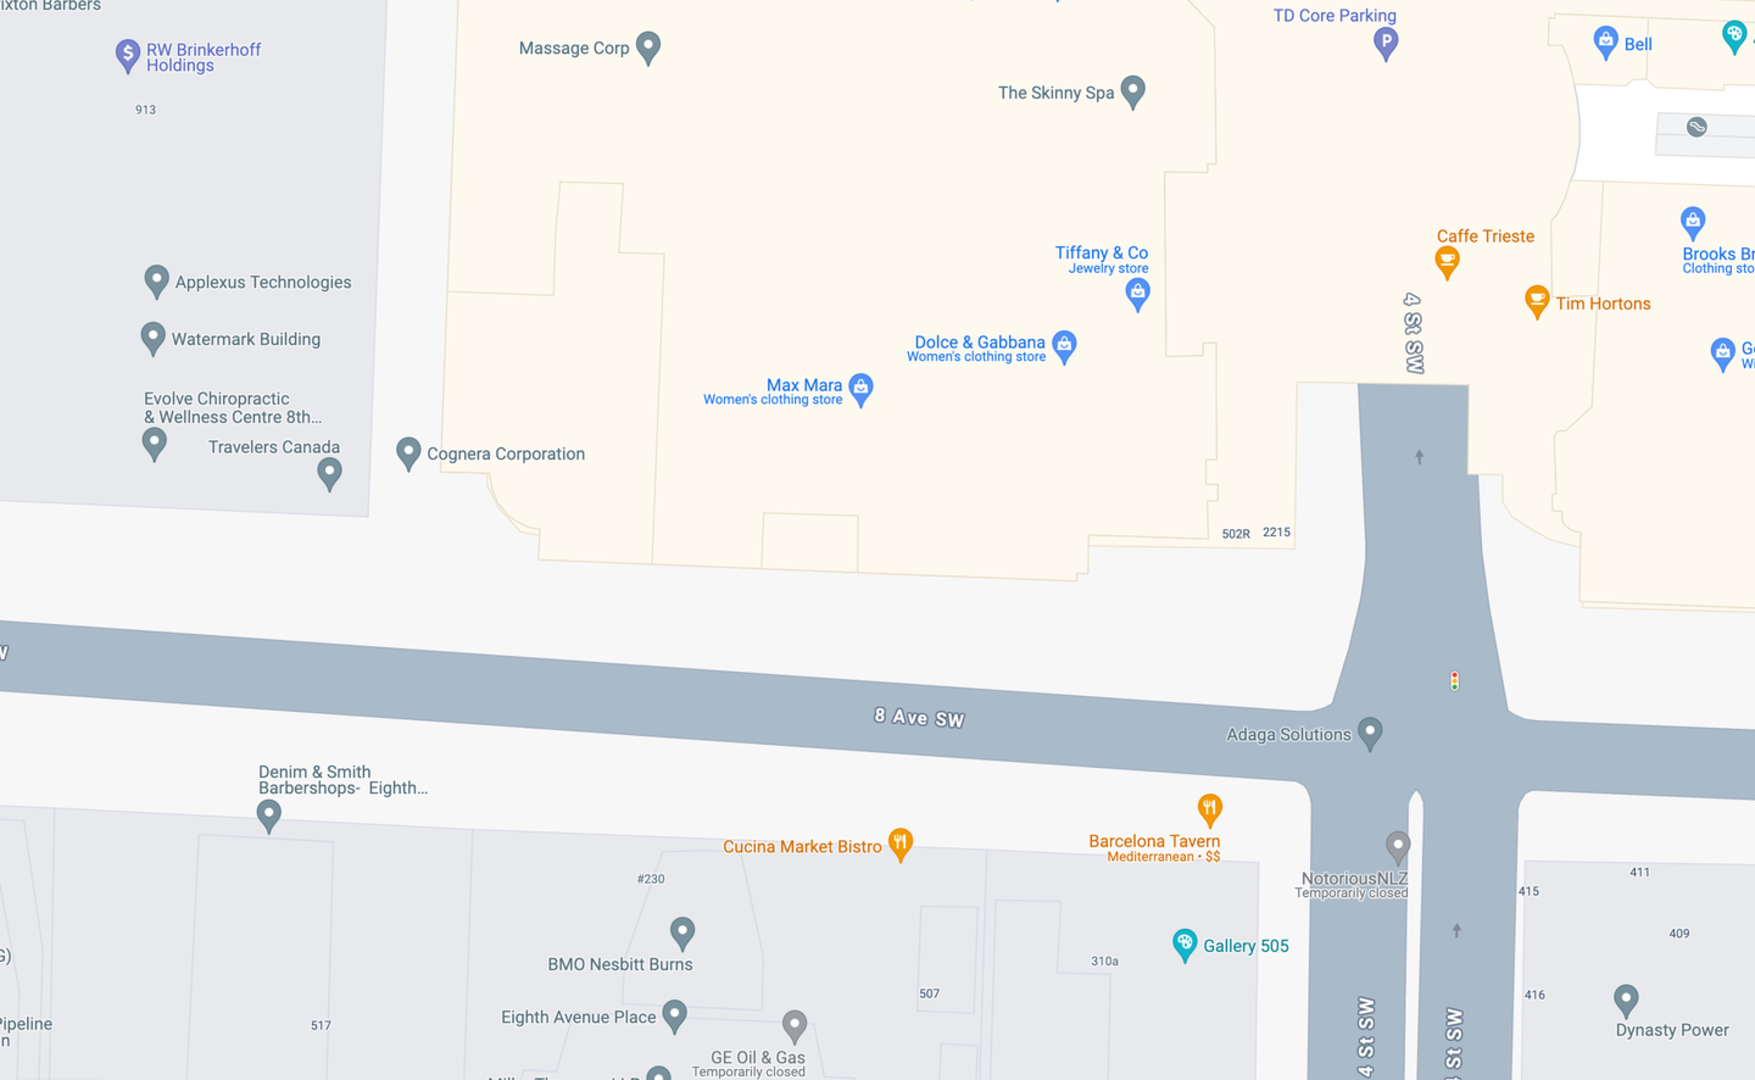 ixton Barbers
RW Brinkerhoff
Holdings
913
Massage Corp
The Skinny Spa
TD Core Parking
P
Bell
Applexus Technologies
Watermark Building
Evolve Chiropractic
& Wellness Centre 8th...
Travelers Canada
Cognera Corporation
Tiffany & Co
Jewelry store
Dolce & Gabbana
Women's clothing store
Max Mara
Women's clothing store
Caffe Trieste
Tim Hortons
Brooks Br
Clothing sto
4 St SW
502R
2215
W
8 Ave SW
Adaga Solutions
Denim & Smith
Barbershops- Eighth...
Cucina Market Bistro
Barcelona Tavern
Mediterranean • $$
NotoriousNLZ
Temporarily closed
#230
BMO Nesbitt Burns
Eighth Avenue Place
GE Oil & Gas
Temporarily closed
507
310a
Gallery 505
517
Pipeline
4 St SW
St SW
411
415
409
416
Dynasty Power